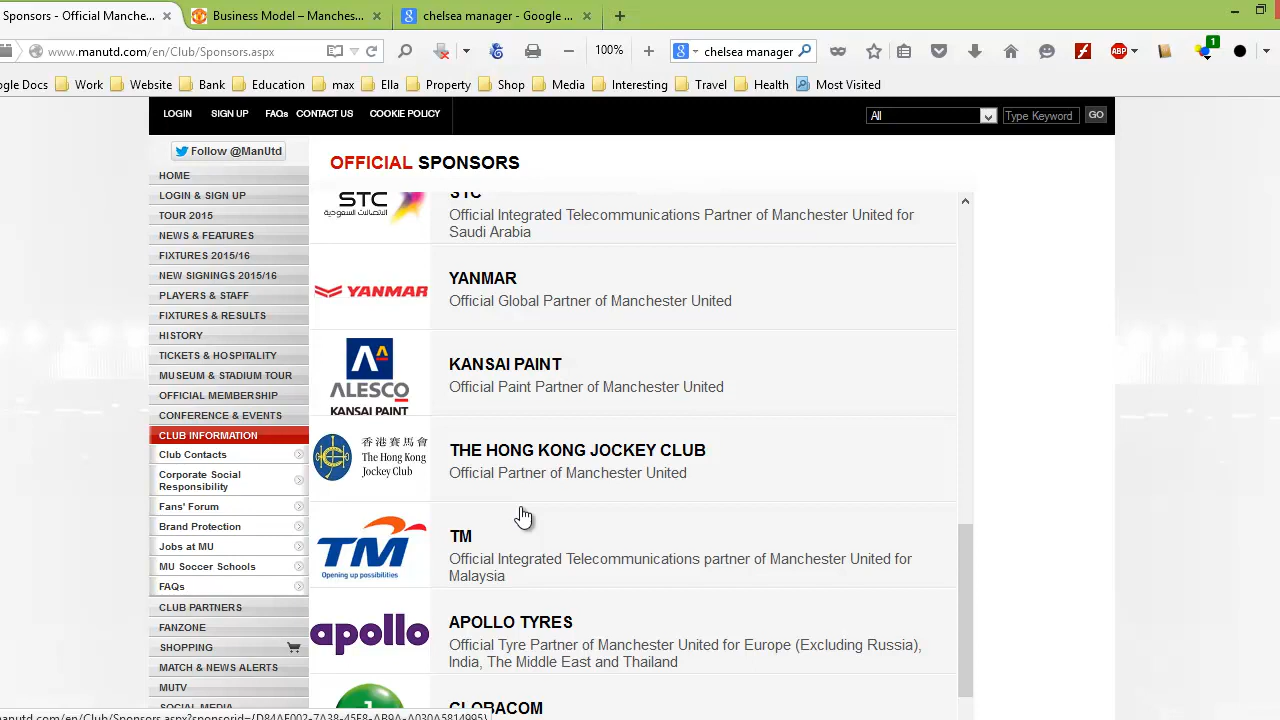 Sponsors - Official Manche... × Business Model – Manches... × chelsea manager - Google ... × +
www.manutd.com/en/Club/Sponsors.aspx 100% chelsea manager ABP 1
gle Docs Work Website Bank Education max Ella Property Shop Media Interesting Travel Health Most Visited
LOGIN SIGN UP FAQs CONTACT US COOKIE POLICY All Type Keyword GO
Follow @ManUtd
HOME
LOGIN & SIGN UP
TOUR 2015
NEWS & FEATURES
FIXTURES 2015/16
NEW SIGNINGS 2015/16
PLAYERS & STAFF
FIXTURES & RESULTS
HISTORY
TICKETS & HOSPITALITY
MUSEUM & STADIUM TOUR
OFFICIAL MEMBERSHIP
CONFERENCE & EVENTS
CLUB INFORMATION
Club Contacts
Corporate Social
Responsibility
Fans' Forum
Brand Protection
Jobs at MU
MU Soccer Schools
FAQs
CLUB PARTNERS
FANZONE
SHOPPING
MATCH & NEWS ALERTS
MUTV
SOCIAL MEDIA
OFFICIAL SPONSORS
STC
الاتصالات السعودية
STC
Official Integrated Telecommunications Partner of Manchester United for
Saudi Arabia
YANMAR
YANMAR
Official Global Partner of Manchester United
ALESCO
KANSAI PAINT
KANSAI PAINT
Official Paint Partner of Manchester United
香港賽馬會
The Hong Kong
Jockey Club
THE HONG KONG JOCKEY CLUB
Official Partner of Manchester United
TM
Opening up possibilities
TM
Official Integrated Telecommunications partner of Manchester United for
Malaysia
apollo
APOLLO TYRES
Official Tyre Partner of Manchester United for Europe (Excluding Russia),
India, The Middle East and Thailand
GLOBACOM